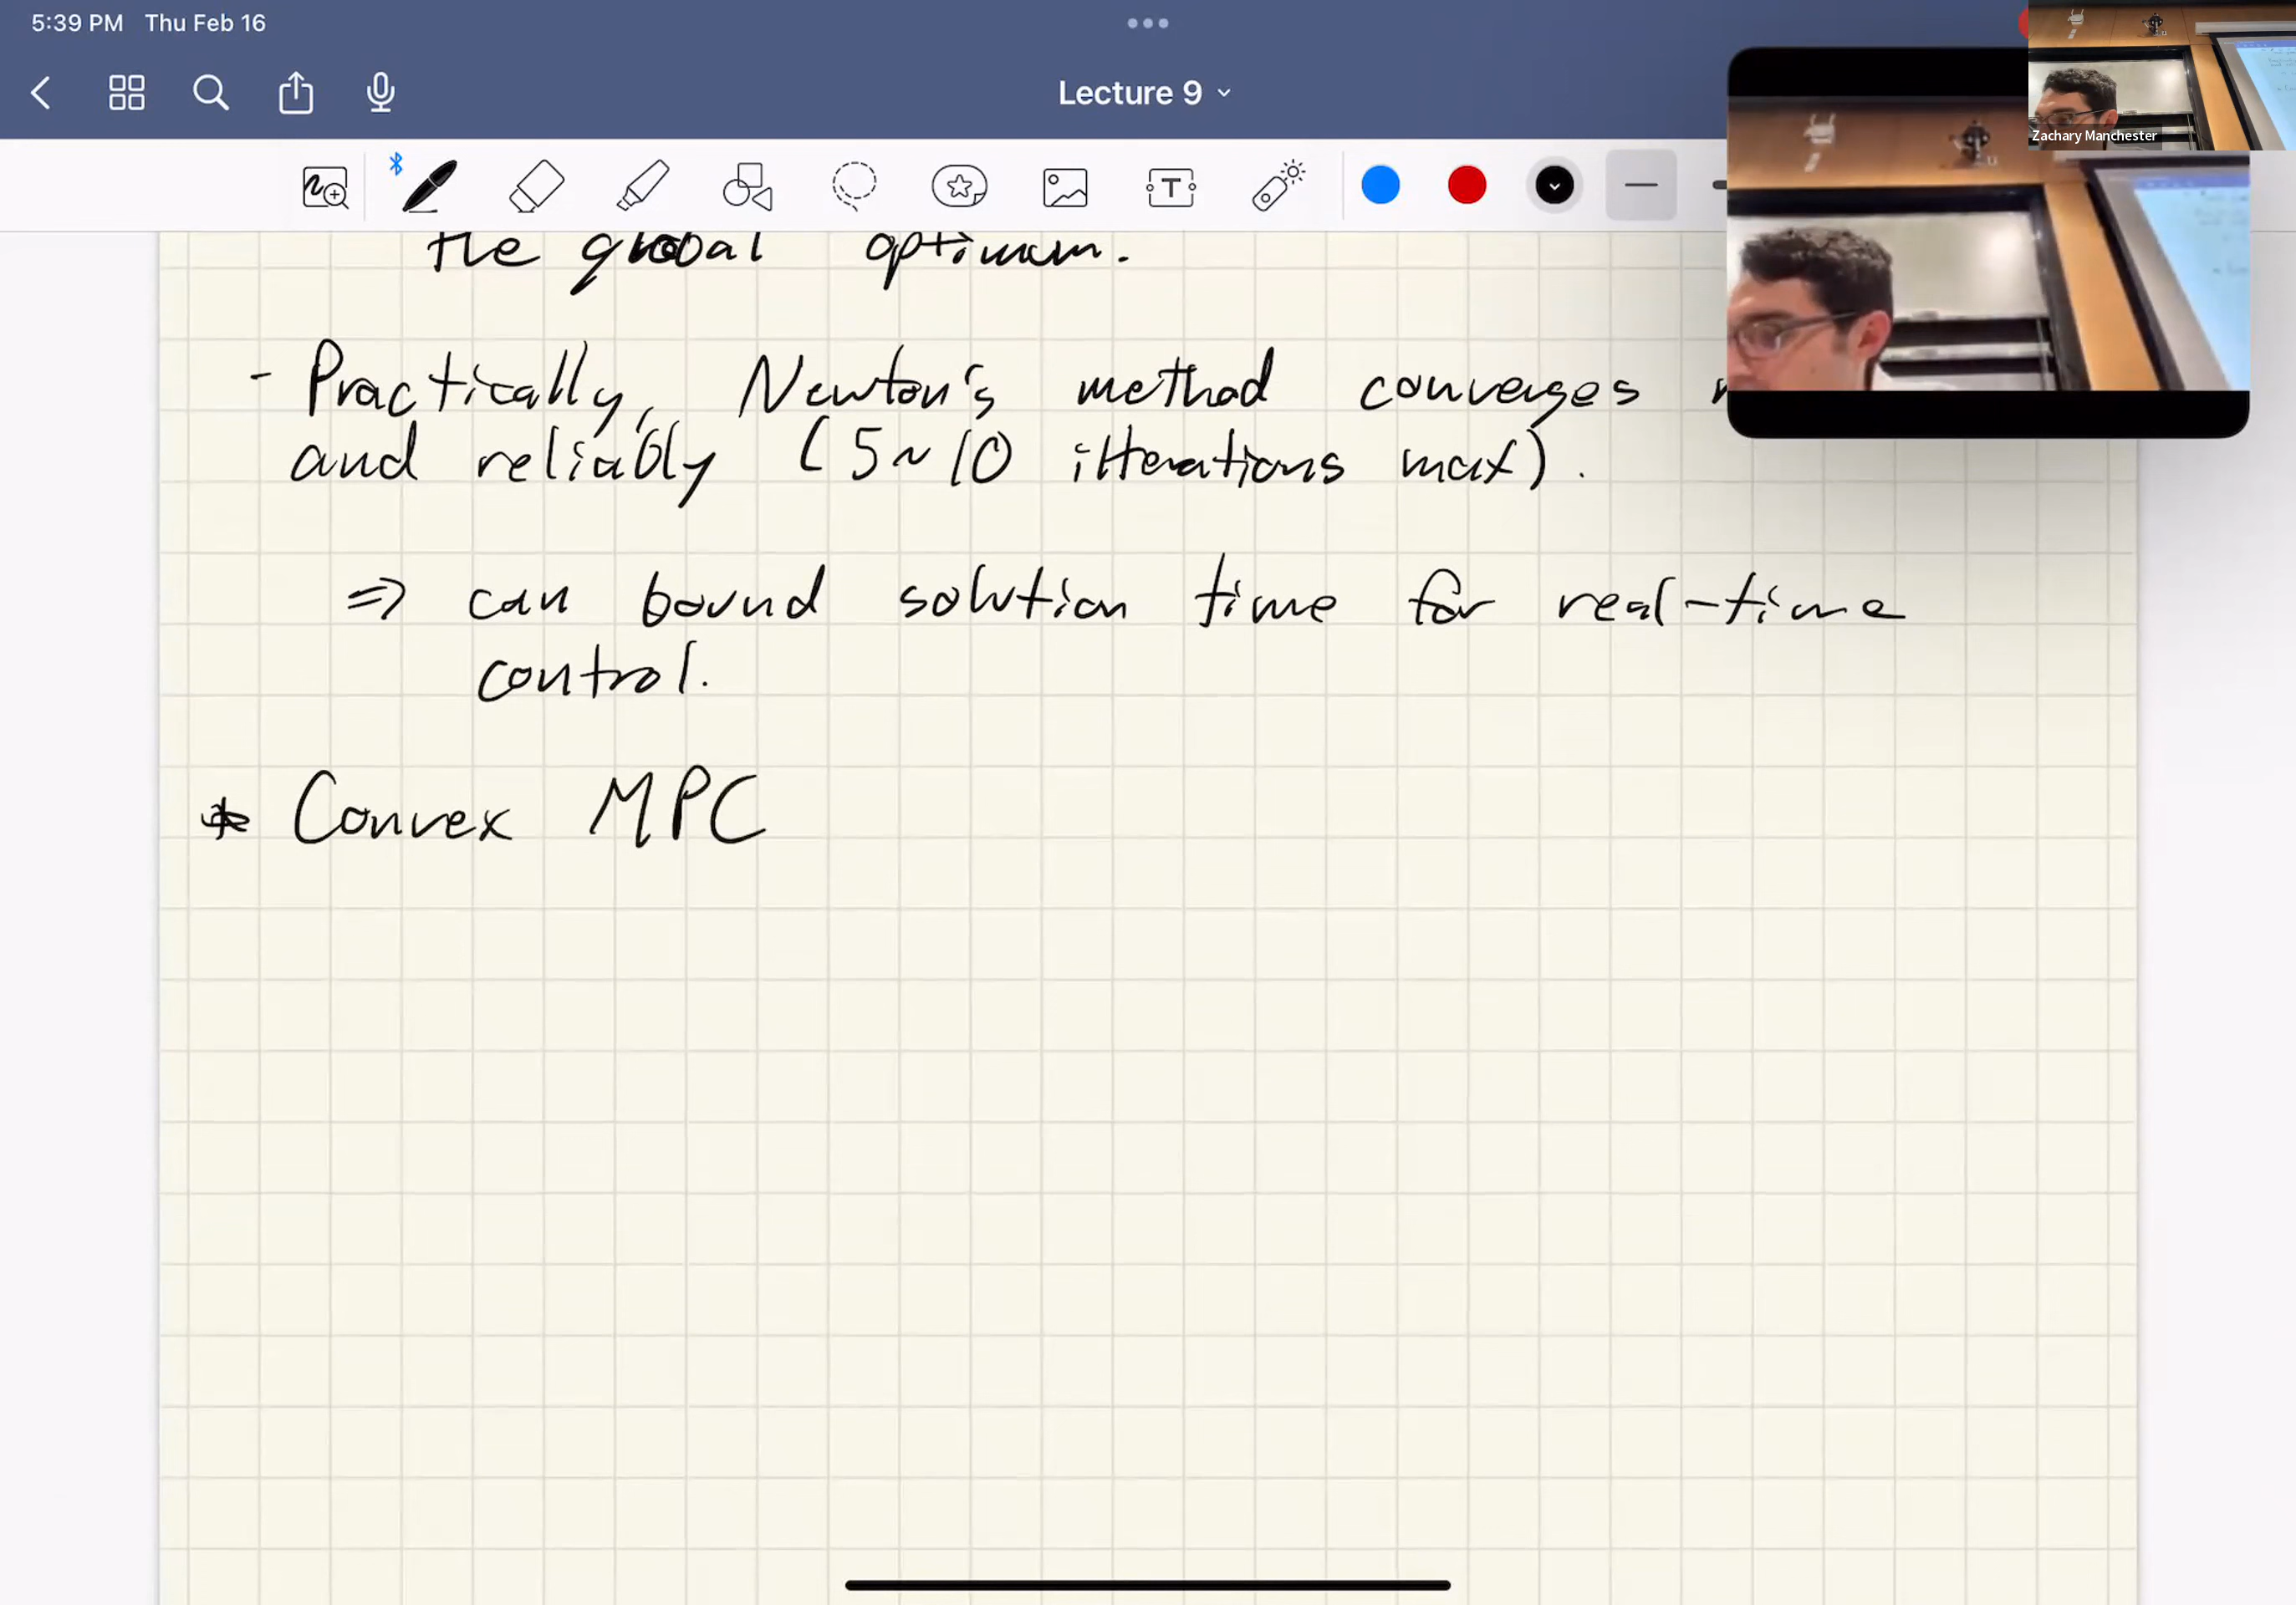 5:39 PM Thu Feb 16
Lecture 9
Zachary Manchester
T
the global optimum.
- Practically, Newton's method converges
and reliably (5~10 itterations max).
⇒ can bound solution time for real-time
control.
* Convex MPC